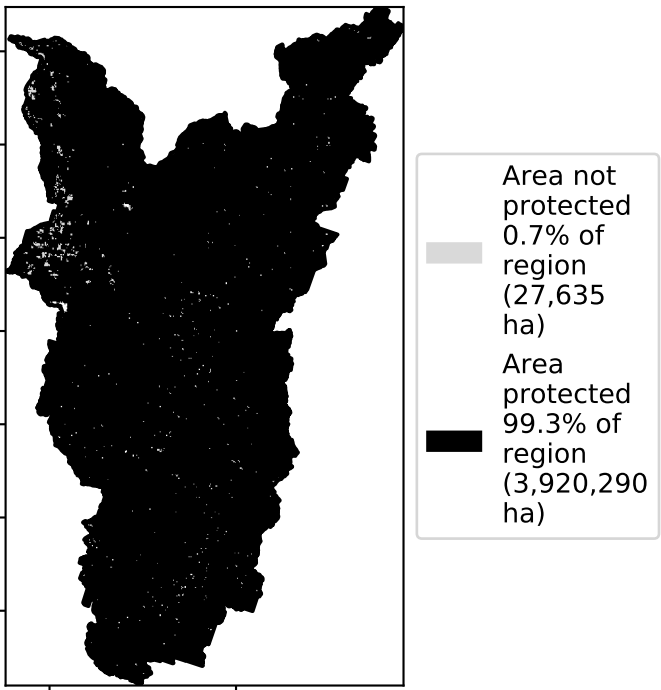 Area not
protected
0.7% of
region
(27,635
ha)
Area
protected
99.3% of
region
(3,920,290
ha)